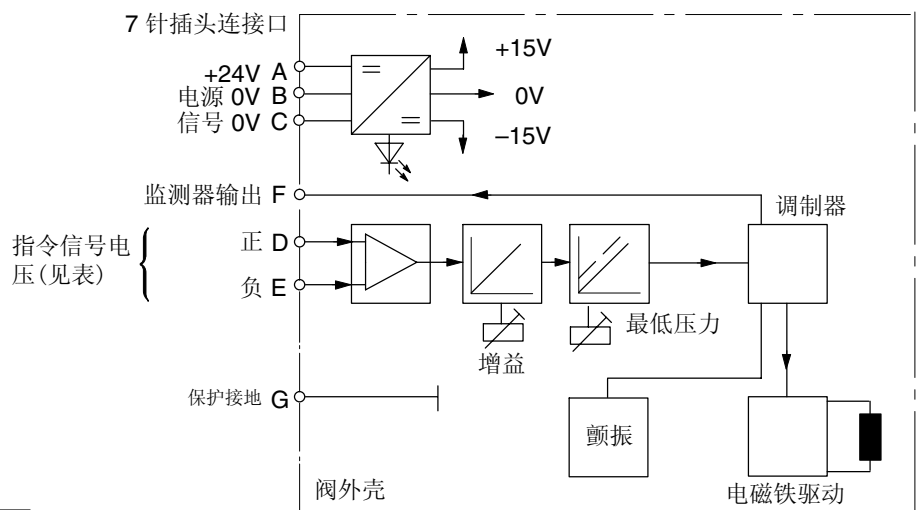 7 针插头连接口
+24V A
电源 0V B
信号 0V C
+15V
0V
–15V
监测器输出 F
调制器
指令信号电
压(见表)
正 D
负 E
增益
最低压力
保护接地 G
颤振
电磁铁驱动
阀外壳